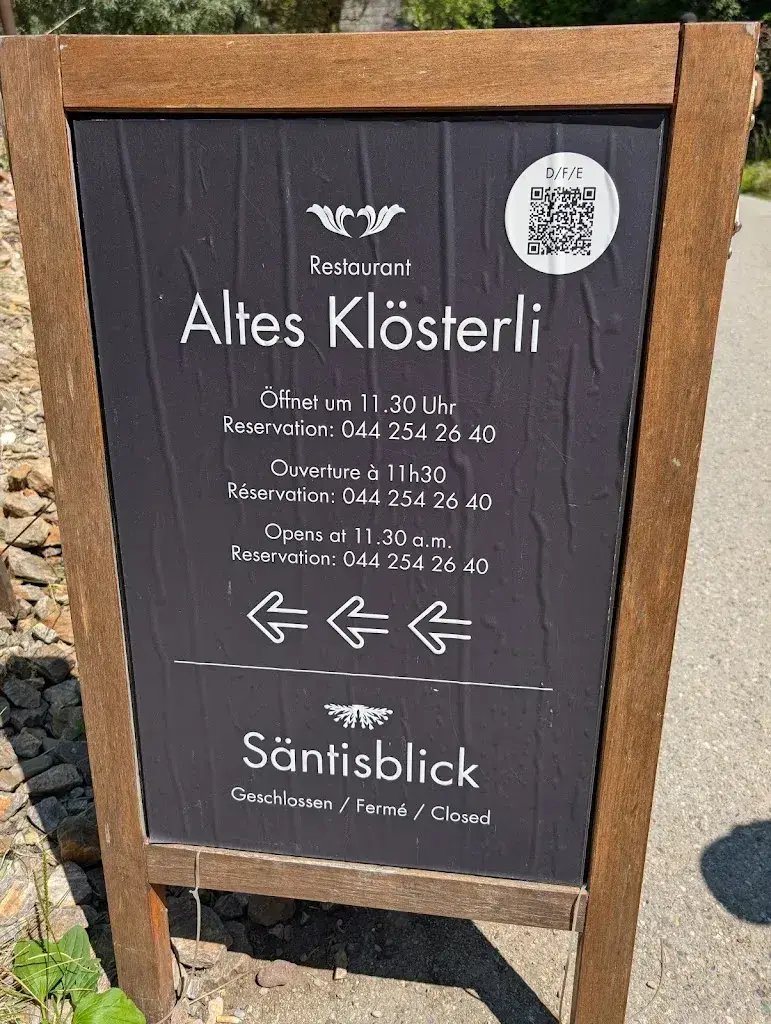 D/F/E
Restaurant
Altes Klösterli
Öffnet um 11.30 Uhr
Reservation: 044 254 26 40
Ouverture à 11h30
Réservation: 044 254 26 40
Opens at 11.30 a.m.
Reservation: 044 254 26 40
Säntisblick
Geschlossen / Fermé / Closed